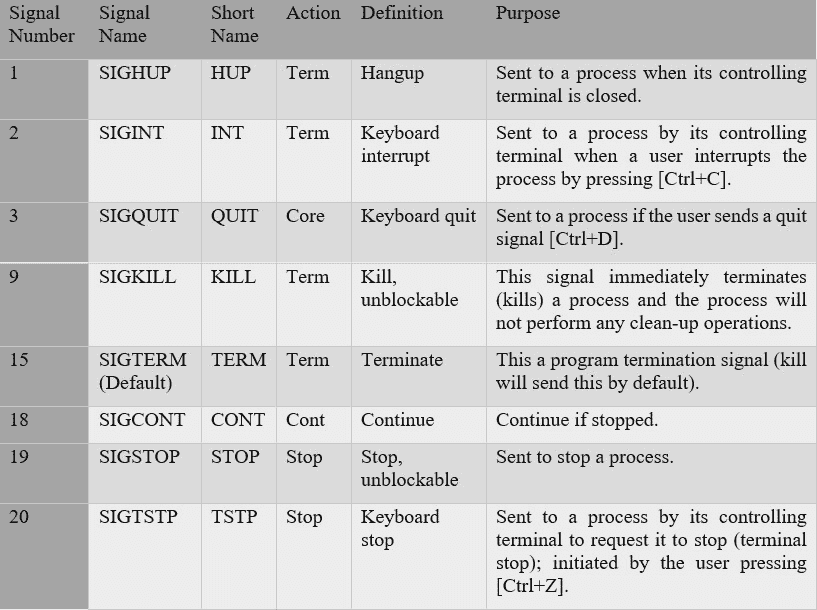 Signal Number Signal Name Short Name Action Definition Purpose
1 SIGHUP HUP Term Hangup Sent to a process when its controlling terminal is closed.
2 SIGINT INT Term Keyboard interrupt Sent to a process by its controlling terminal when a user interrupts the process by pressing [Ctrl+C].
3 SIGQUIT QUIT Core Keyboard quit Sent to a process if the user sends a quit signal [Ctrl+D].
9 SIGKILL KILL Term Kill, unblockable This signal immediately terminates (kills) a process and the process will not perform any clean-up operations.
15 SIGTERM (Default) TERM Term Terminate This a program termination signal (kill will send this by default).
18 SIGCONT CONT Cont Continue Continue if stopped.
19 SIGSTOP STOP Stop Stop, unblockable Sent to stop a process.
20 SIGTSTP TSTP Stop Keyboard stop Sent to a process by its controlling terminal to request it to stop (terminal stop); initiated by the user pressing [Ctrl+Z].